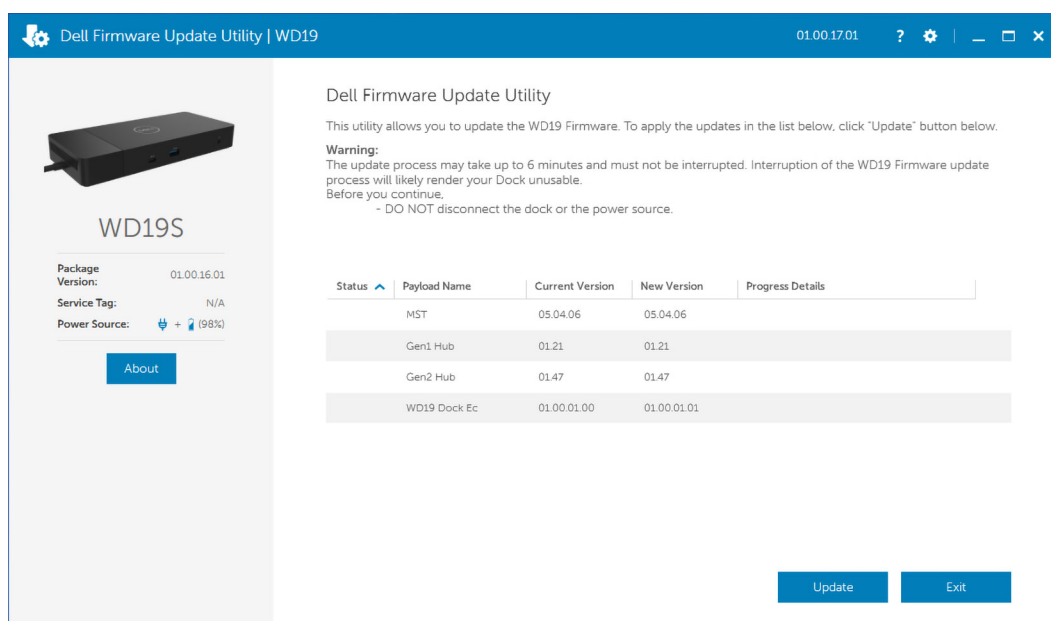 Dell Firmware Update Utility | WD19
01.00.17.01
?
Dell Firmware Update Utility
This utility allows you to update the WD19 Firmware. To apply the updates in the list below, click "Update" button below.
Warning:
The update process may take up to 6 minutes and must not be interrupted. Interruption of the WD19 Firmware update
process will likely render your Dock unusable.
Before you continue,
- DO NOT disconnect the dock or the power source.
WD19S
Package
Version: 01.00.16.01
Service Tag: N/A
Power Source: + (98%)
About
Status Payload Name Current Version New Version Progress Details
MST 05.04.06 05.04.06
Gen1 Hub 01.21 01.21
Gen2 Hub 01.47 01.47
WD19 Dock Ec 01.00.01.00 01.00.01.01
Update Exit